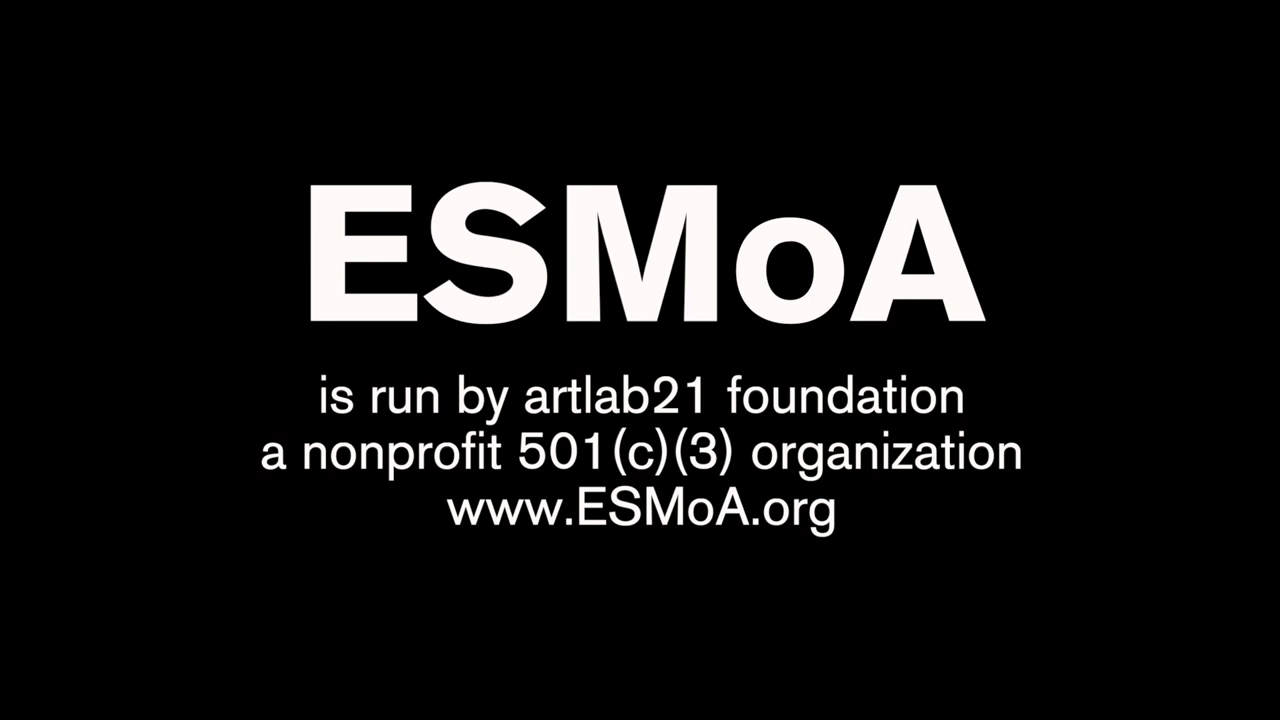 ESMoA
is run by artlab21 foundation
a nonprofit 501(c)(3) organization
www.ESMoA.org